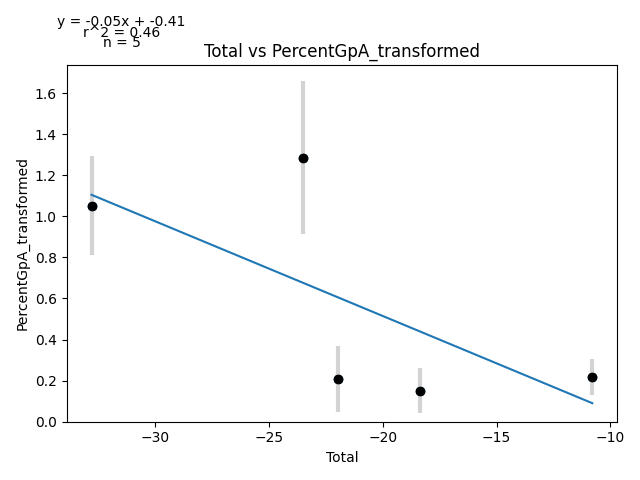 y = -0.05x + -0.41
r^2 = 0.46
n = 5
Total vs PercentGpA_transformed
PercentGpA_transformed
1.6
1.4
1.2
1.0
0.8
0.6
0.4
0.2
0.0
−30
−25
−20
−15
−10
Total